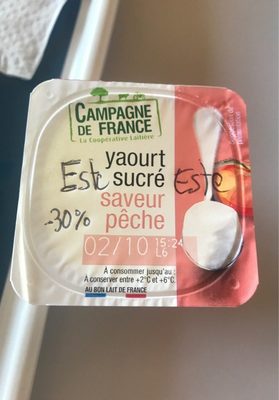 CAMPAGNE
DE FRANCE
La Coopérative Laitière
yaourt
Este sucré Esto
saveur
-30% pêche
02/10 15:24
L6
À consommer jusqu'au :
À conserver entre +2°C et +6°C.
AU BON LAIT DE FRANCE